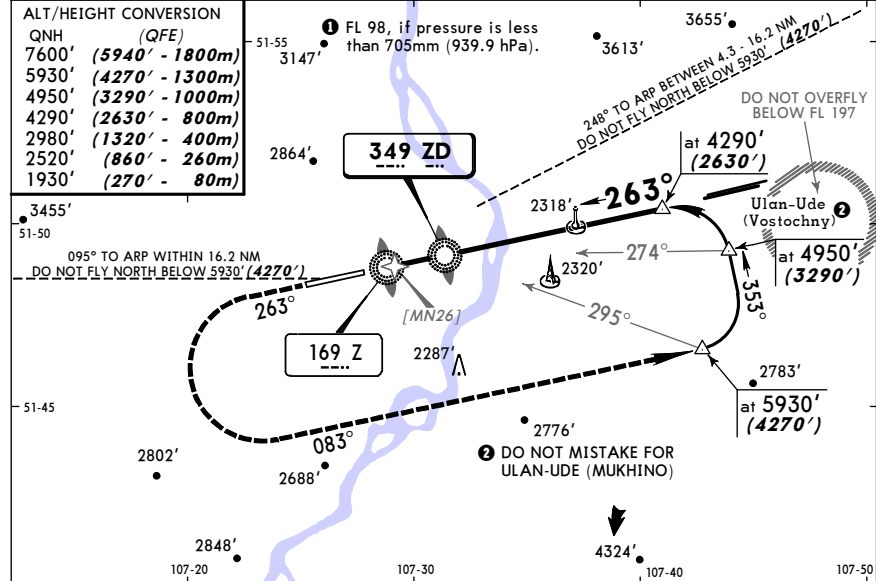 ALT/HEIGHT CONVERSION
QNH (QFE)
7600' (5940' - 1800m)
5930' (4270' - 1300m)
4950' (3290' - 1000m)
4290' (2630' - 800m)
2980' (1320' - 400m)
2520' (860' - 260m)
1930' (270' - 80m)
51-55
1 FL 98, if pressure is less
than 705mm (939.9 hPa).
3147'
3613'
3655'
248° TO ARP BETWEEN 4.3 - 16.2 NM
DO NOT FLY NORTH BELOW 5930' (4270')
DO NOT OVERFLY
BELOW FL 197
2864'
349 ZD
at 4290'
(2630')
3455'
51-50
2318'
263°
Ulan-Ude
(Vostochny) 2
095° TO ARP WITHIN 16.2 NM
DO NOT FLY NORTH BELOW 5930' (4270')
274°
at 4950'
(3290')
2320'
263°
[MN26]
295°
353°
169 Z
2287'
2783'
51-45
at 5930'
(4270')
083°
2776'
2802'
2688'
2 DO NOT MISTAKE FOR
ULAN-UDE (MUKHINO)
2848'
4324'
107-20
107-30
107-40
107-50